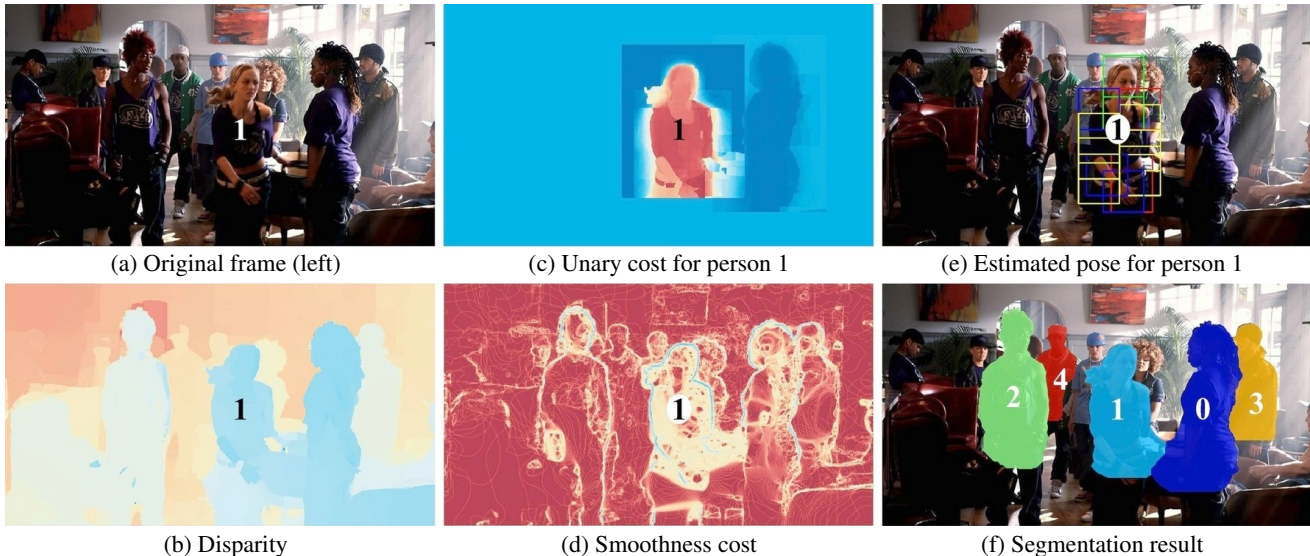 1
1
1
(a) Original frame (left)
(c) Unary cost for person 1
(e) Estimated pose for person 1
1
1
2
4
1
0
3
(b) Disparity
(d) Smoothness cost
(f) Segmentation result